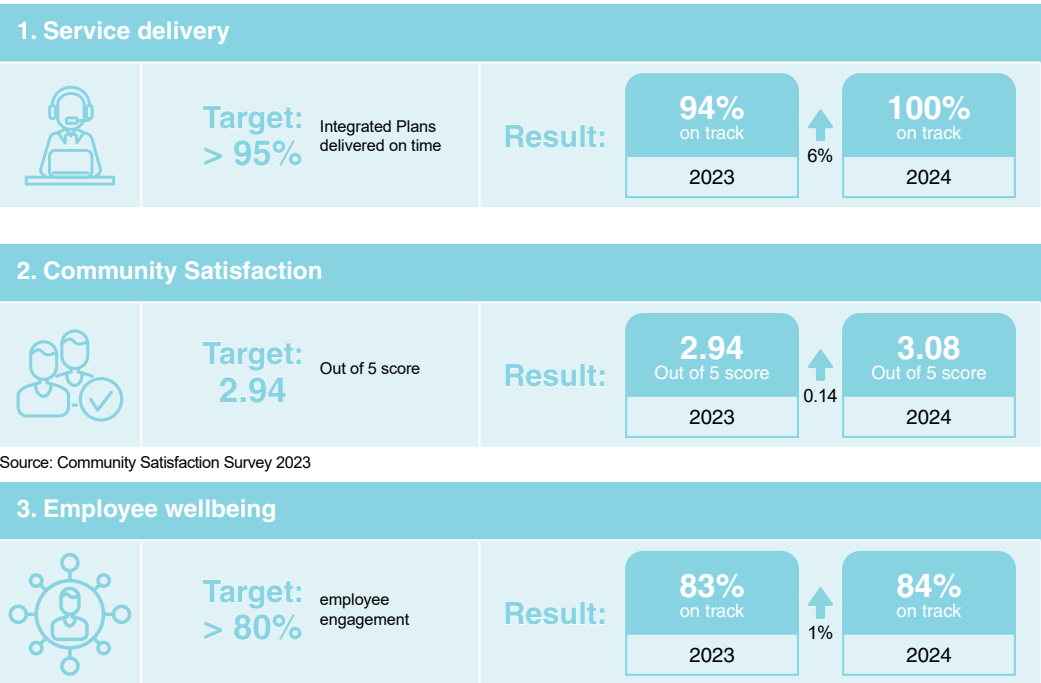 1. Service delivery
Target:
> 95%
Integrated Plans
delivered on time
Result:
94%
on track
2023
6%
100%
on track
2024
2. Community Satisfaction
Target:
2.94
Out of 5 score
Result:
2.94
Out of 5 score
2023
0.14
3.08
Out of 5 score
2024
Source: Community Satisfaction Survey 2023
3. Employee wellbeing
Target:
> 80%
employee
engagement
Result:
83%
on track
2023
1%
84%
on track
2024